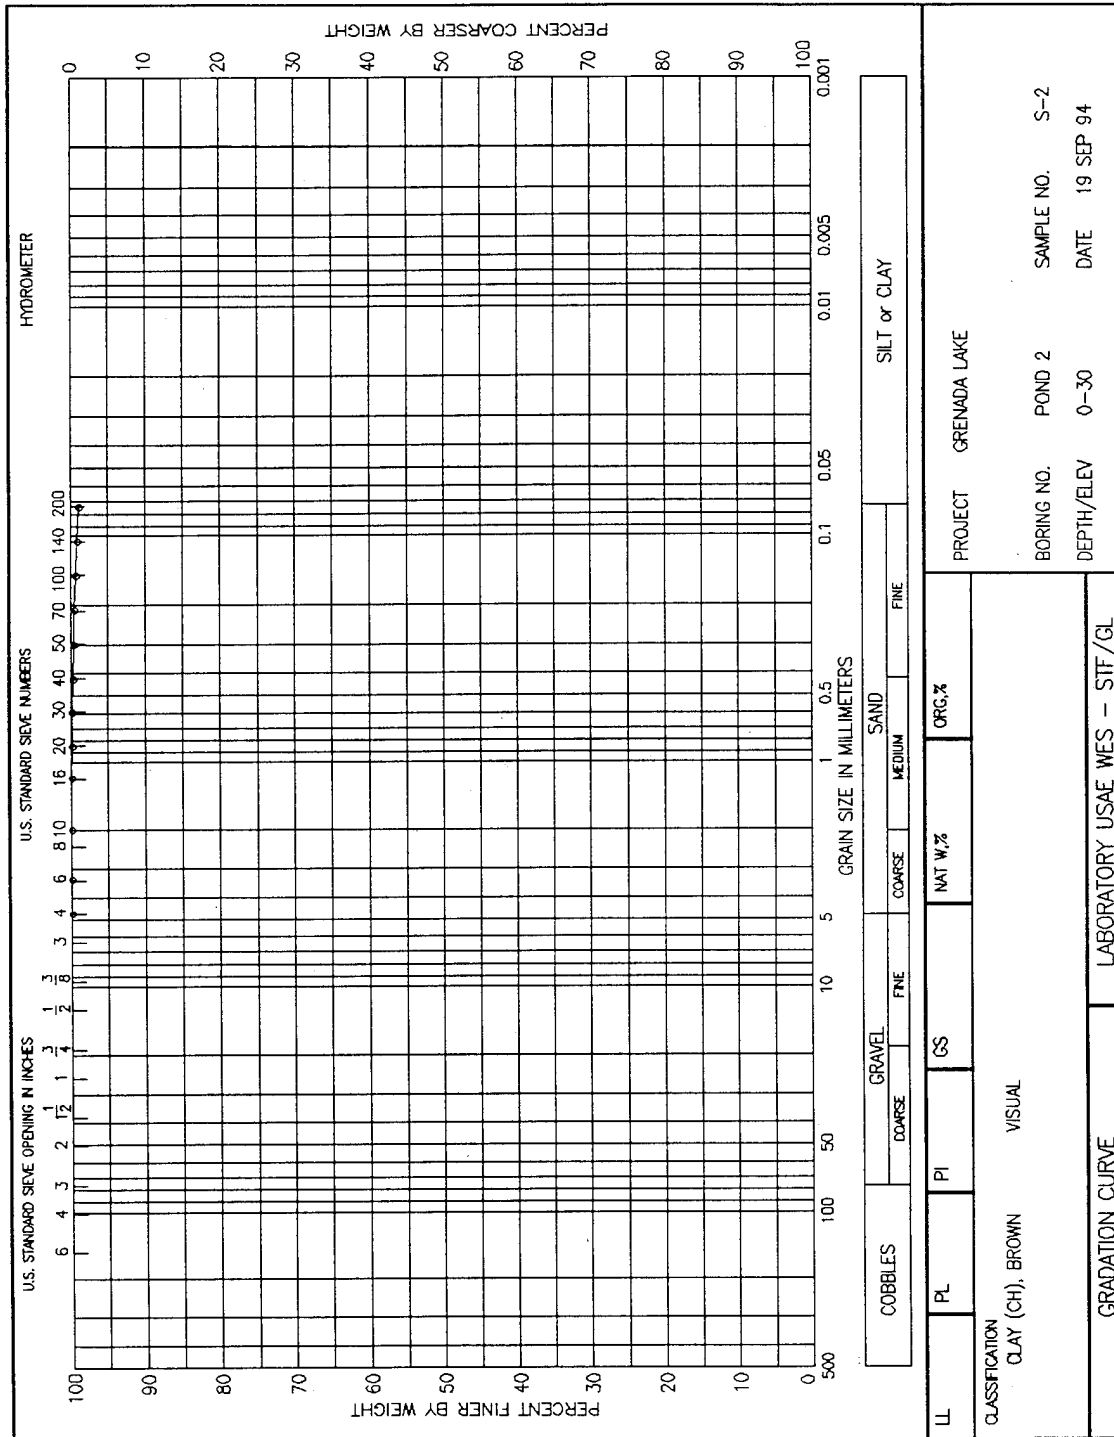 U.S. STANDARD SIEVE OPENING IN INCHES U.S. STANDARD SIEVE NUMBERS HYDROMETER
6 4 3 2 1 1/2 1 3/4 1/2 3/8 3 4 6 8 10 16 20 30 40 50 70 100 140 200
PERCENT FINER BY WEIGHT
100
90
80
70
60
50
40
30
20
10
0
PERCENT COARSER BY WEIGHT
0
10
20
30
40
50
60
70
80
90
100
500 100 50 10 5 1 0.5 0.1 0.05 0.01 0.005 0.001
GRAIN SIZE IN MILLIMETERS
COBBLES GRAVEL SAND SILT or CLAY
COARSE FINE COARSE MEDIUM FINE
LL PL PI GS NAT W,% ORG,%
CLASSIFICATION
CLAY (CH), BROWN VISUAL
PROJECT GRENADA LAKE
BORING NO. POND 2 SAMPLE NO. S-2
DEPTH/ELEV 0-30 DATE 19 SEP 94
GRADATION CURVE LABORATORY USAE WES - STF/GL